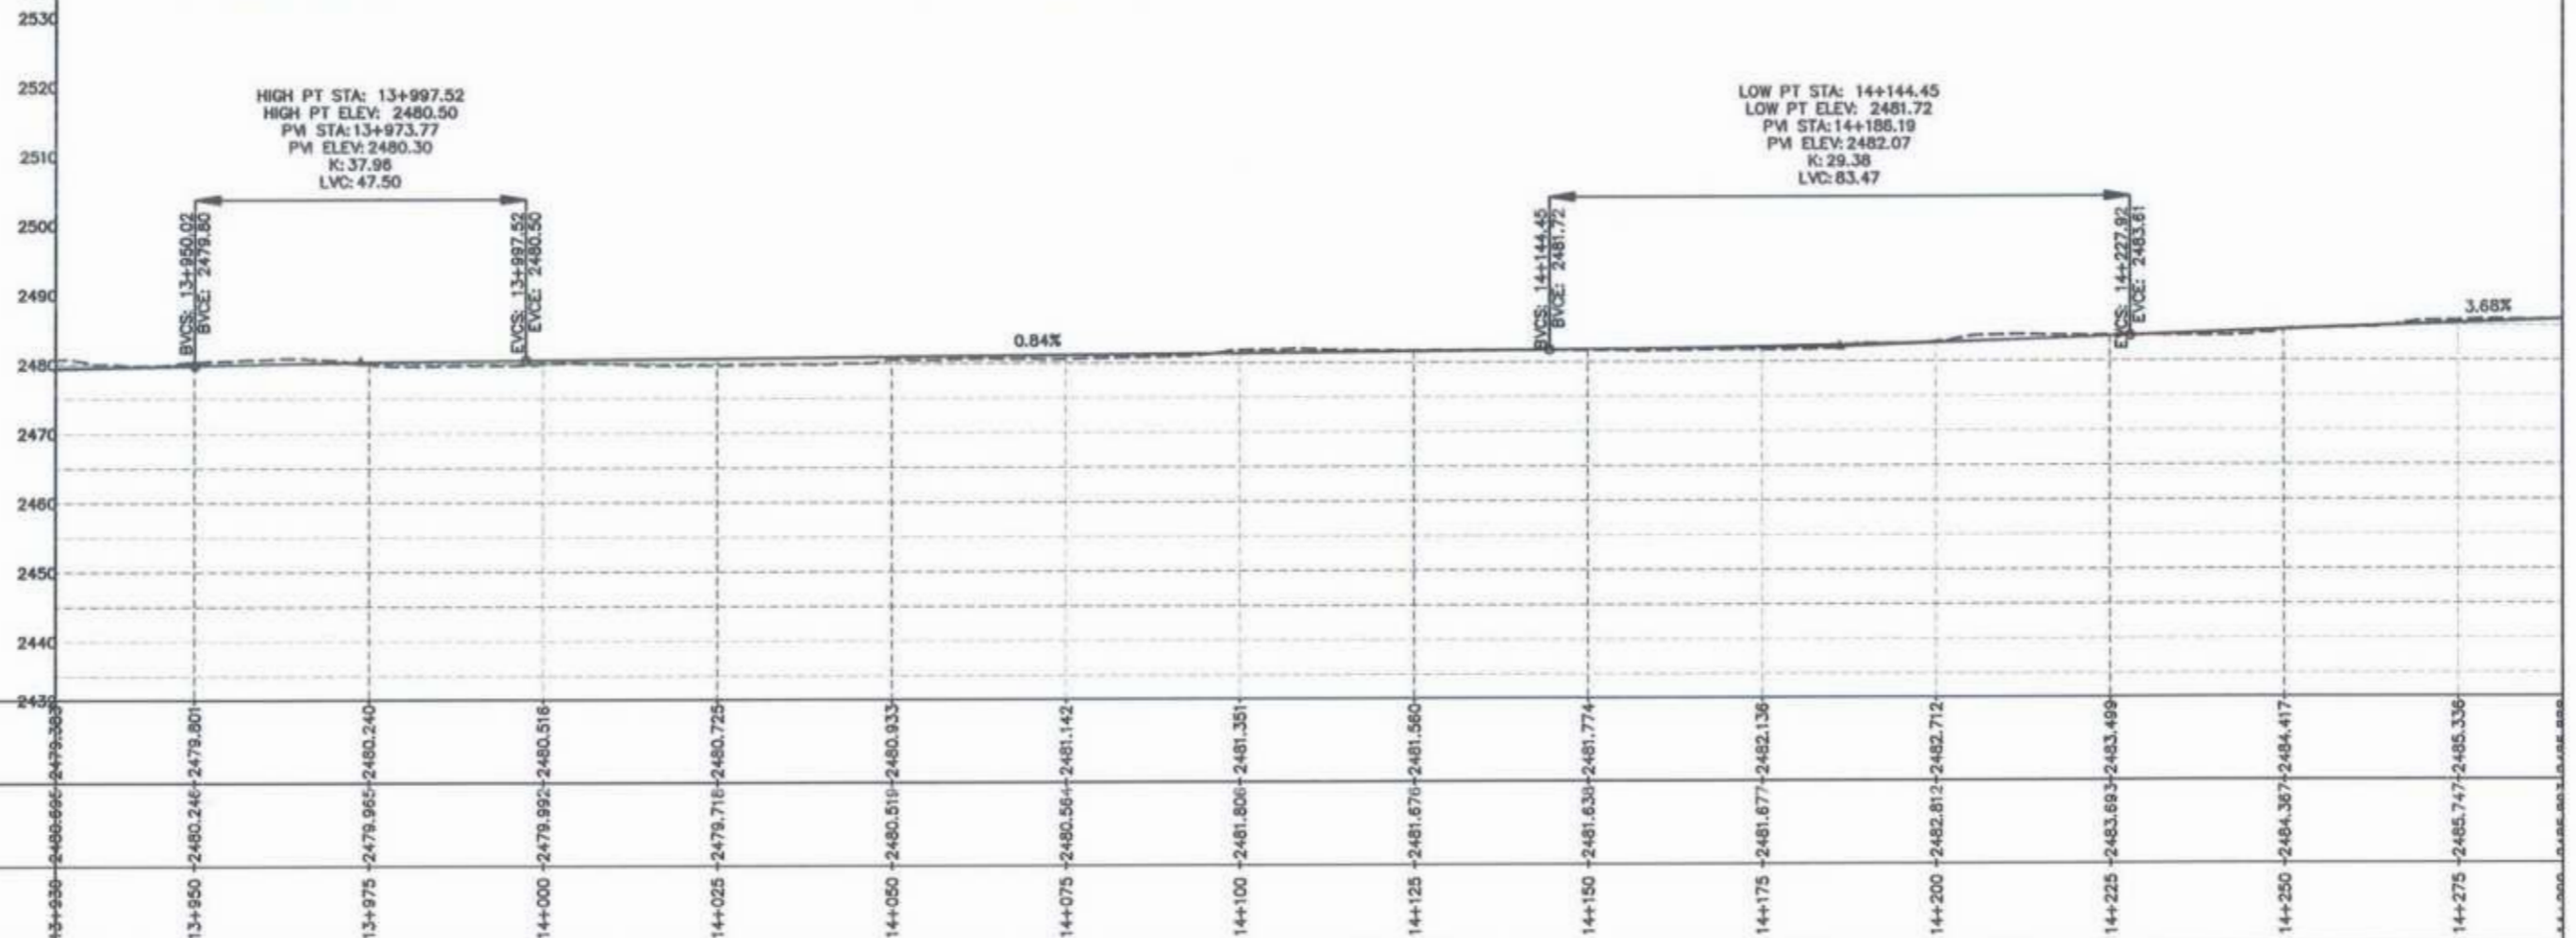 2530
2520
2510
2500
2490
2480
2470
2460
2450
2440
2430
HIGH PT STA: 13+997.52
HIGH PT ELEV: 2480.50
PVI STA:13+973.77
PVI ELEV:2480.30
K:37.96
LVC:47.50
BVCS: 13+950.02
BVCE: 2479.80
EVCS: 13+997.52
EVCE: 2480.50
0.84%
LOW PT STA: 14+144.45
LOW PT ELEV: 2481.72
PVI STA:14+186.19
PVI ELEV:2482.07
K:29.38
LVC:83.47
BVCS: 14+144.45
BVCE: 2481.72
EVCS: 14+227.92
EVCE: 2483.61
3.68%
2479.383 2479.801 2480.240 2480.516 2480.725 2480.933 2481.142 2481.351 2481.560 2481.774 2482.136 2482.712 2483.499 2484.417 2485.336
2480.695 2480.246 2479.965 2479.992 2479.718 2480.519 2480.564 2481.806 2481.676 2481.638 2481.677 2482.812 2483.693 2484.367 2485.747
13+930 13+950 13+975 14+000 14+025 14+050 14+075 14+100 14+125 14+150 14+175 14+200 14+225 14+250 14+275